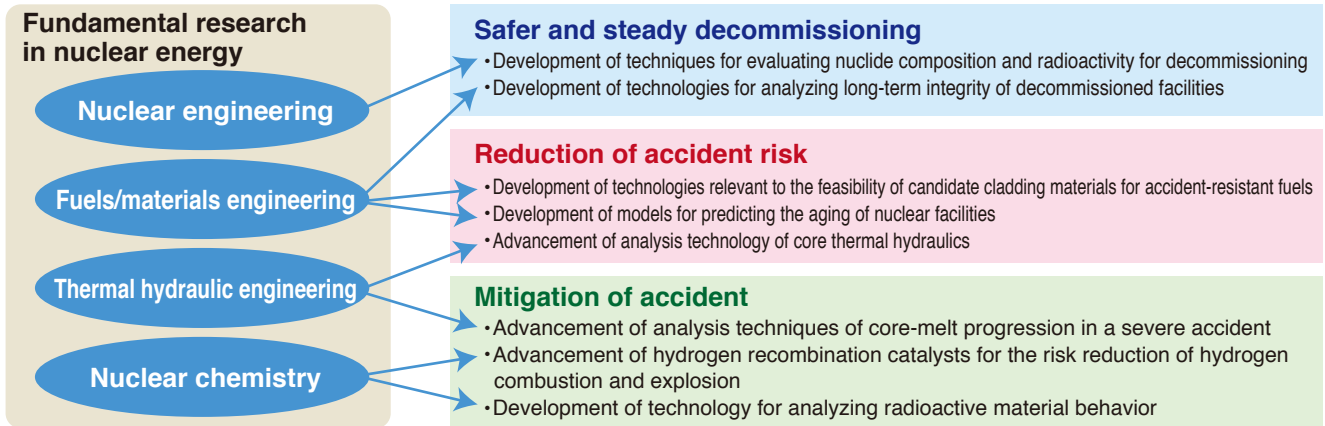 Fundamental research
in nuclear energy
Nuclear engineering
Fuels/materials engineering
Thermal hydraulic engineering
Nuclear chemistry
Safer and steady decommissioning
・Development of techniques for evaluating nuclide composition and radioactivity for decommissioning
・Development of technologies for analyzing long-term integrity of decommissioned facilities
Reduction of accident risk
・Development of technologies relevant to the feasibility of candidate cladding materials for accident-resistant fuels
・Development of models for predicting the aging of nuclear facilities
・Advancement of analysis technology of core thermal hydraulics
Mitigation of accident
・Advancement of analysis techniques of core-melt progression in a severe accident
・Advancement of hydrogen recombination catalysts for the risk reduction of hydrogen
combustion and explosion
・Development of technology for analyzing radioactive material behavior